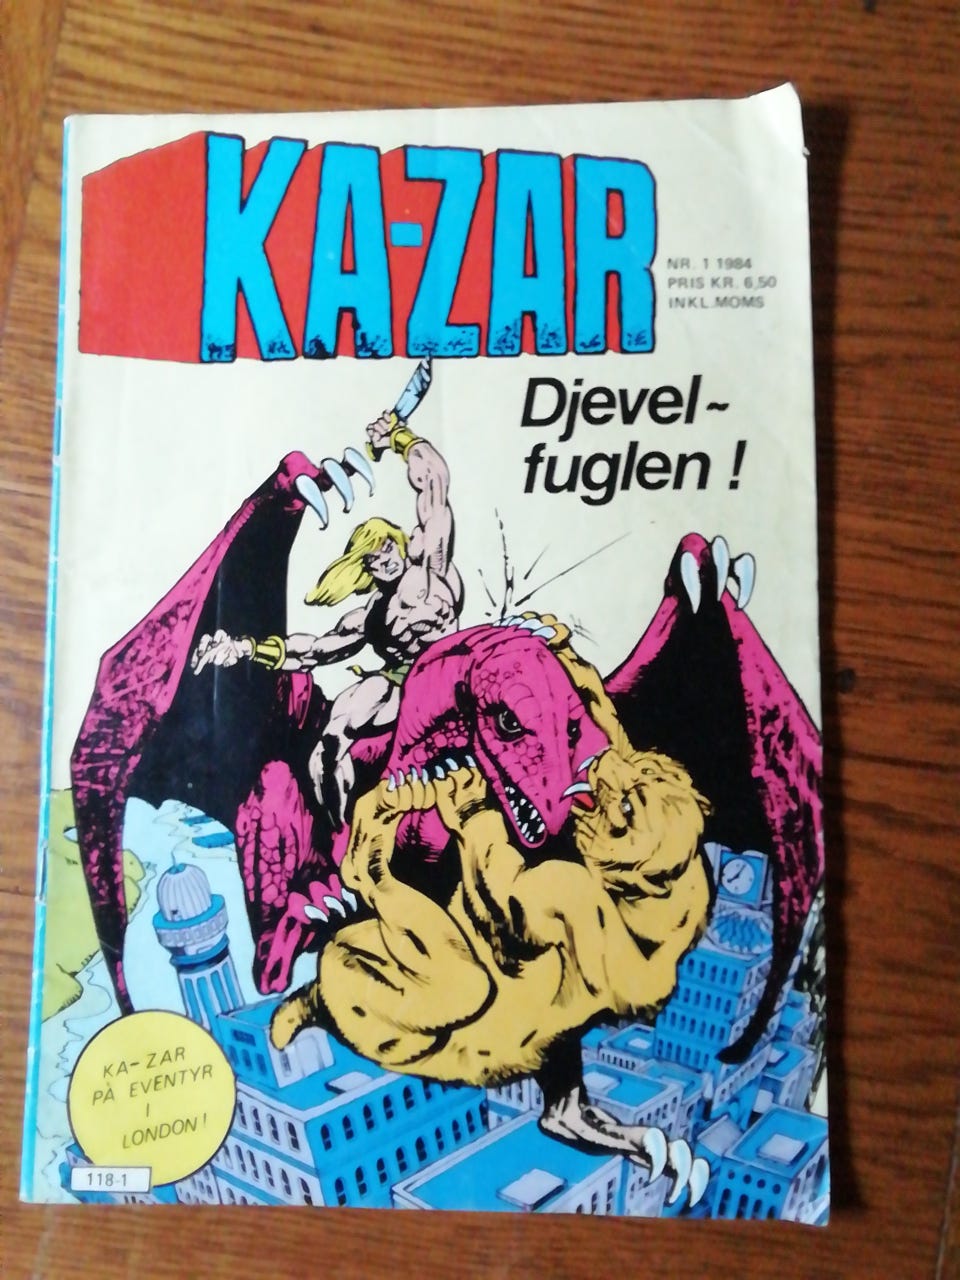 KA-ZAR
NR. 1 1984
PRIS KR. 6,50
INKL.MOMS
Djevel-
fuglen !
KA-ZAR
PÅ EVENTYR
I
LONDON!
118-1